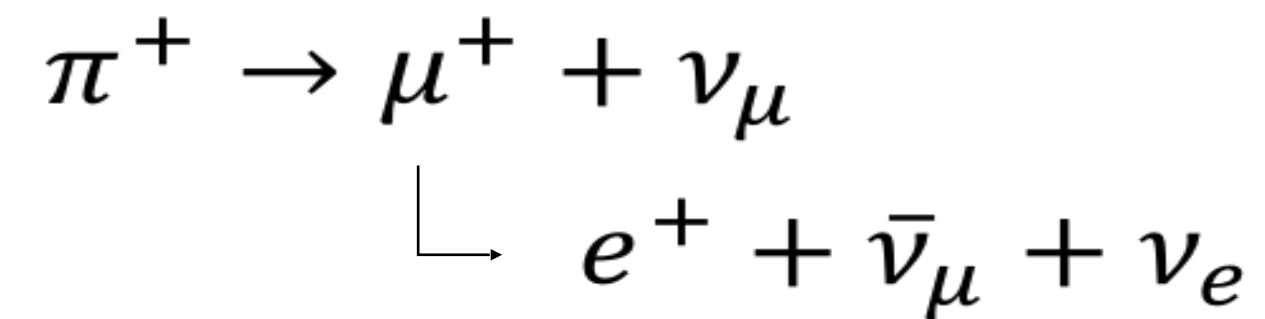 π⁺ → μ⁺ + ν_μ
e⁺ + ν̄_μ + ν_e